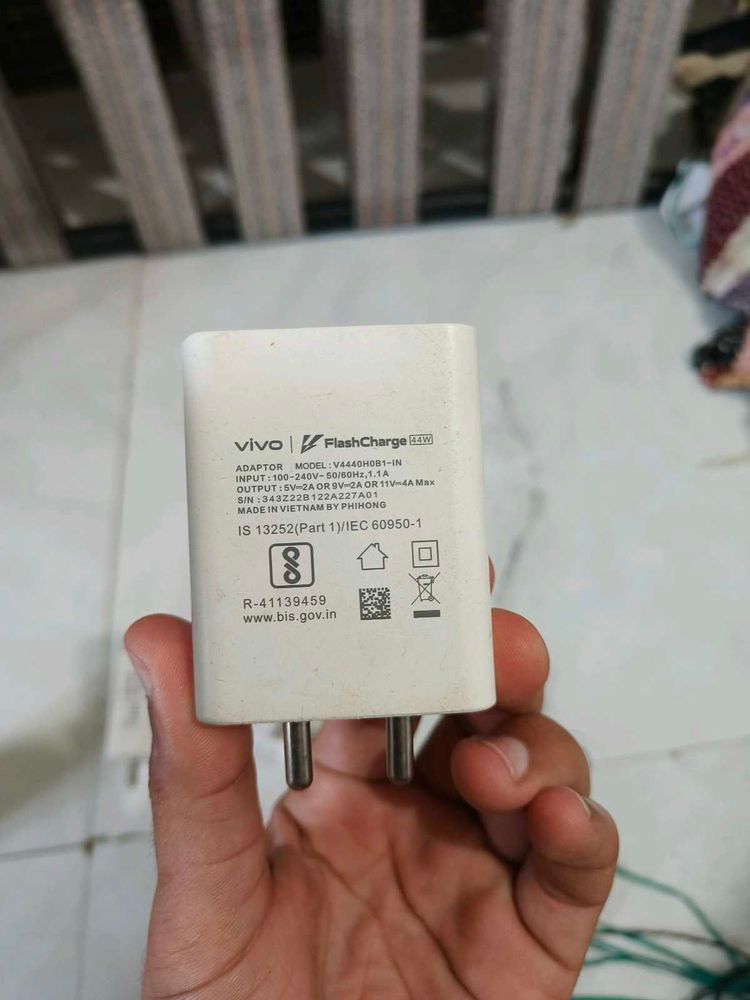 vivo | FlashCharge 44W
ADAPTOR MODEL : V4440H0B1-IN
INPUT : 100-240V~ 50/60Hz, 1.1A
OUTPUT : 5V⎓2A OR 9V⎓2A OR 11V⎓4A Max
S/N : 343Z22B122A227A01
MADE IN VIETNAM BY PHIHONG
IS 13252(Part 1)/IEC 60950-1
R-41139459
www.bis.gov.in